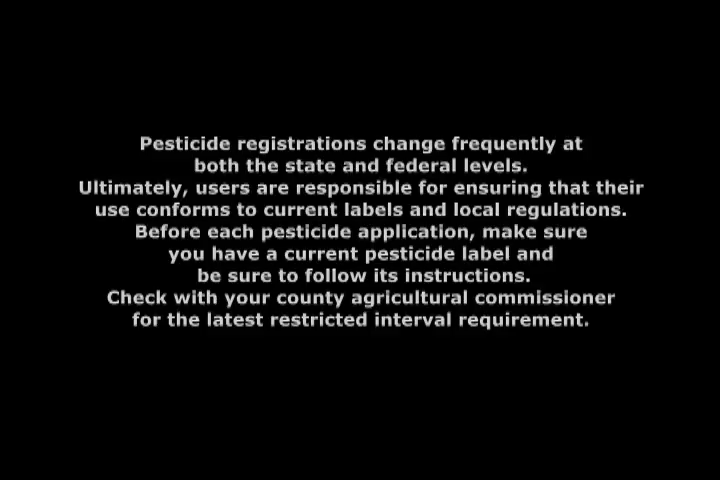 Pesticide registrations change frequently at
both the state and federal levels.
Ultimately, users are responsible for ensuring that their
use conforms to current labels and local regulations.
Before each pesticide application, make sure
you have a current pesticide label and
be sure to follow its instructions.
Check with your county agricultural commissioner
for the latest restricted interval requirement.